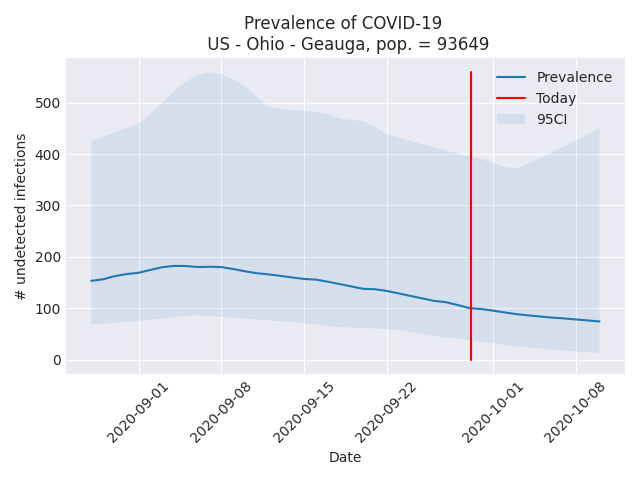 Prevalence of COVID-19
US - Ohio - Geauga, pop. = 93649
Prevalence
Today
95CI
# undetected infections
500
400
300
200
100
0
2020-09-01
2020-09-08
2020-09-15
2020-09-22
2020-10-01
2020-10-08
Date